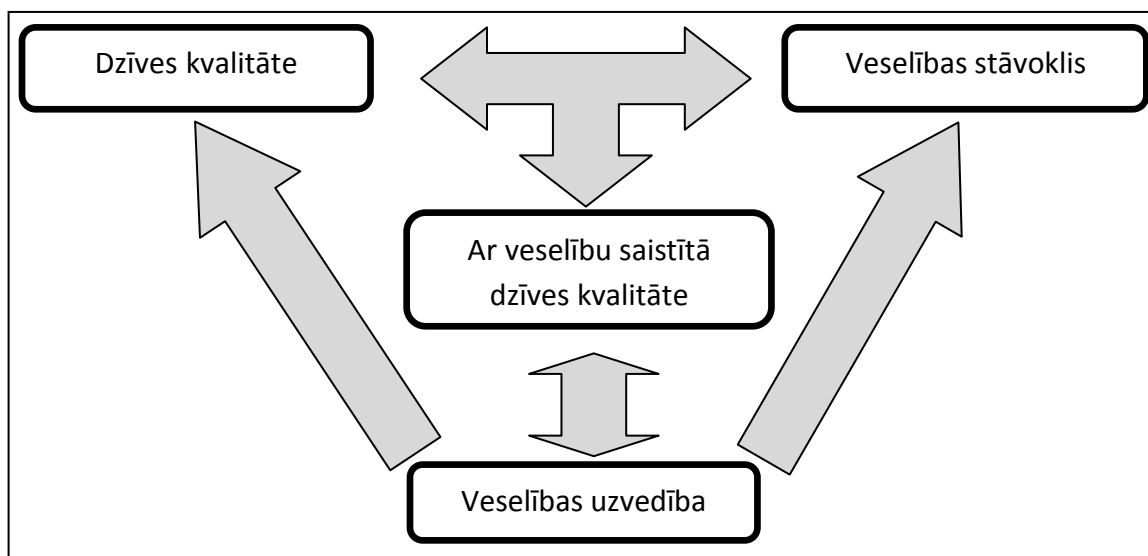 Dzīves kvalitāte
Veselības stāvoklis
Ar veselību saistītā
dzīves kvalitāte
Veselības uzvedība